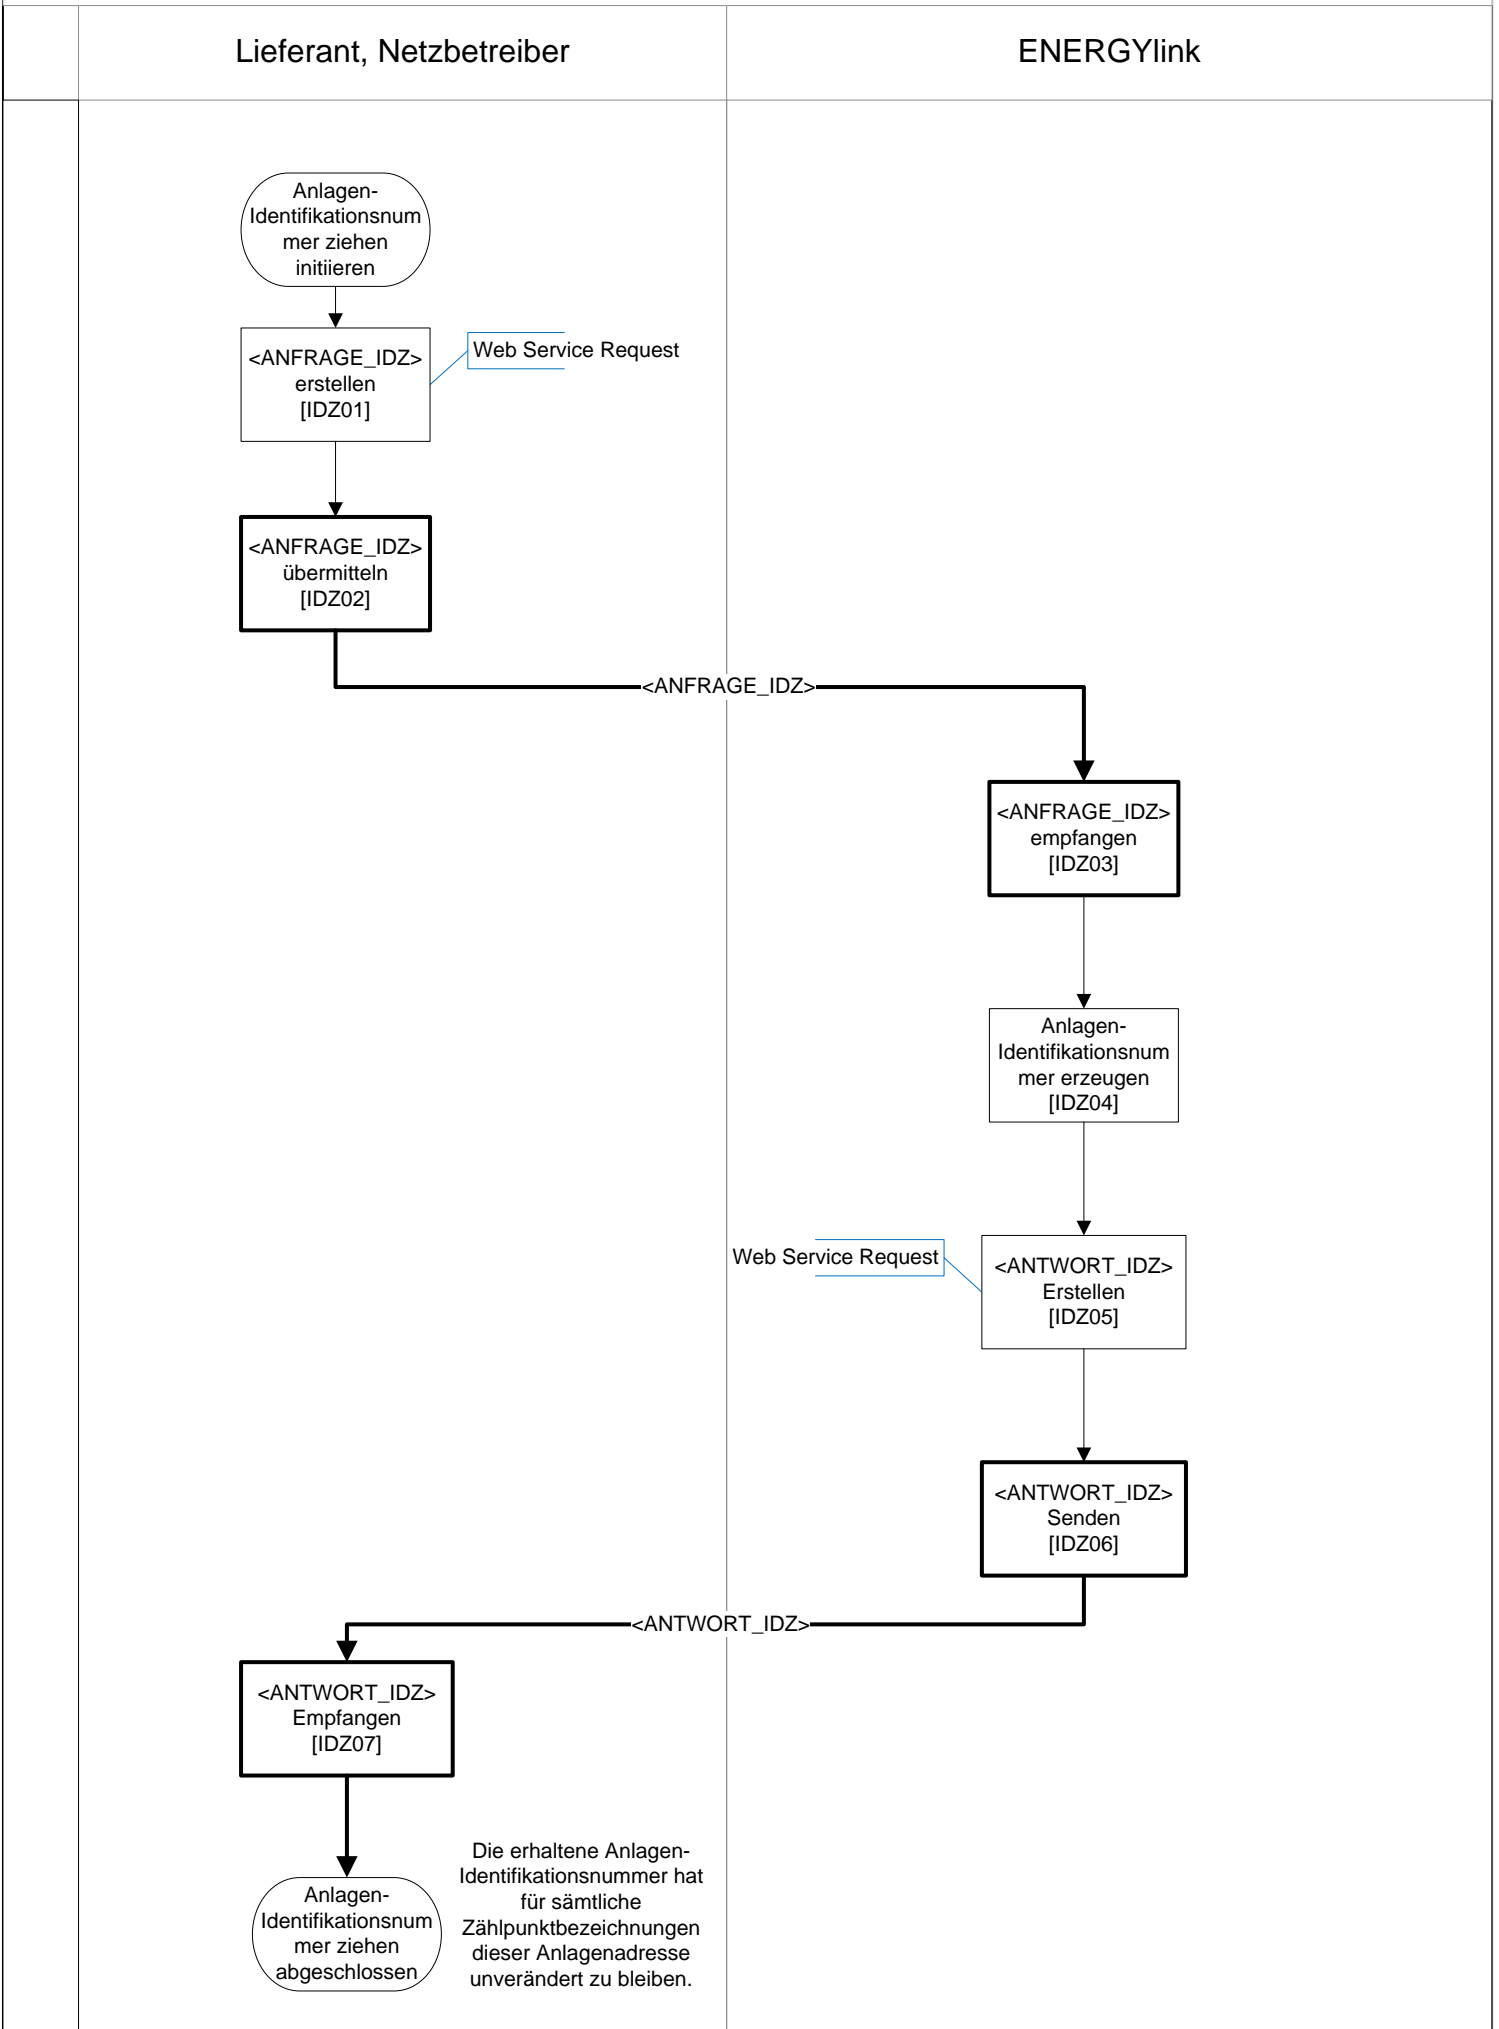 Lieferant, Netzbetreiber
ENERGYlink
Anlagen-
Identifikationsnum
mer ziehen
initiieren
<ANFRAGE_IDZ>
erstellen
[IDZ01]
Web Service Request
<ANFRAGE_IDZ>
übermitteln
[IDZ02]
<ANFRAGE_IDZ>
<ANFRAGE_IDZ>
empfangen
[IDZ03]
Anlagen-
Identifikationsnum
mer erzeugen
[IDZ04]
Web Service Request
<ANTWORT_IDZ>
Erstellen
[IDZ05]
<ANTWORT_IDZ>
Senden
[IDZ06]
<ANTWORT_IDZ>
<ANTWORT_IDZ>
Empfangen
[IDZ07]
Anlagen-
Identifikationsnum
mer ziehen
abgeschlossen
Die erhaltene Anlagen-
Identifikationsnummer hat
für sämtliche
Zählpunktbezeichnungen
dieser Anlagenadresse
unverändert zu bleiben.